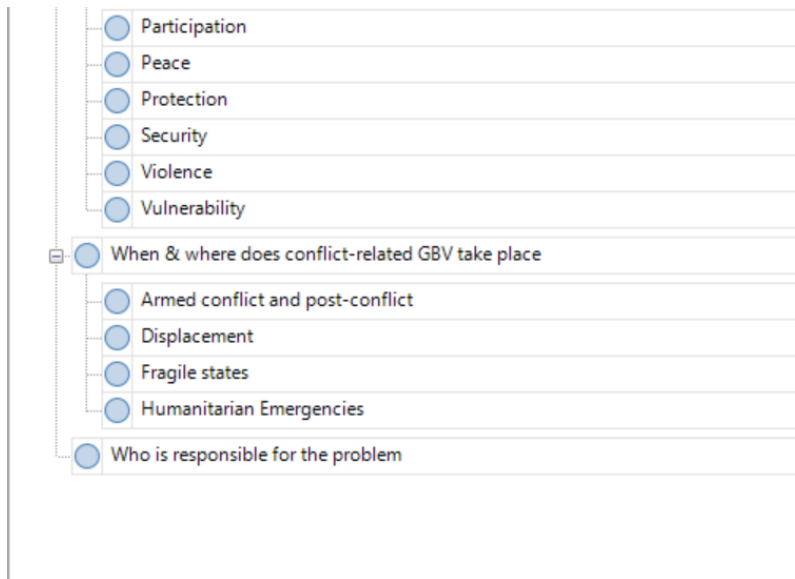 Participation
Peace
Protection
Security
Violence
Vulnerability
When & where does conflict-related GBV take place
Armed conflict and post-conflict
Displacement
Fragile states
Humanitarian Emergencies
Who is responsible for the problem